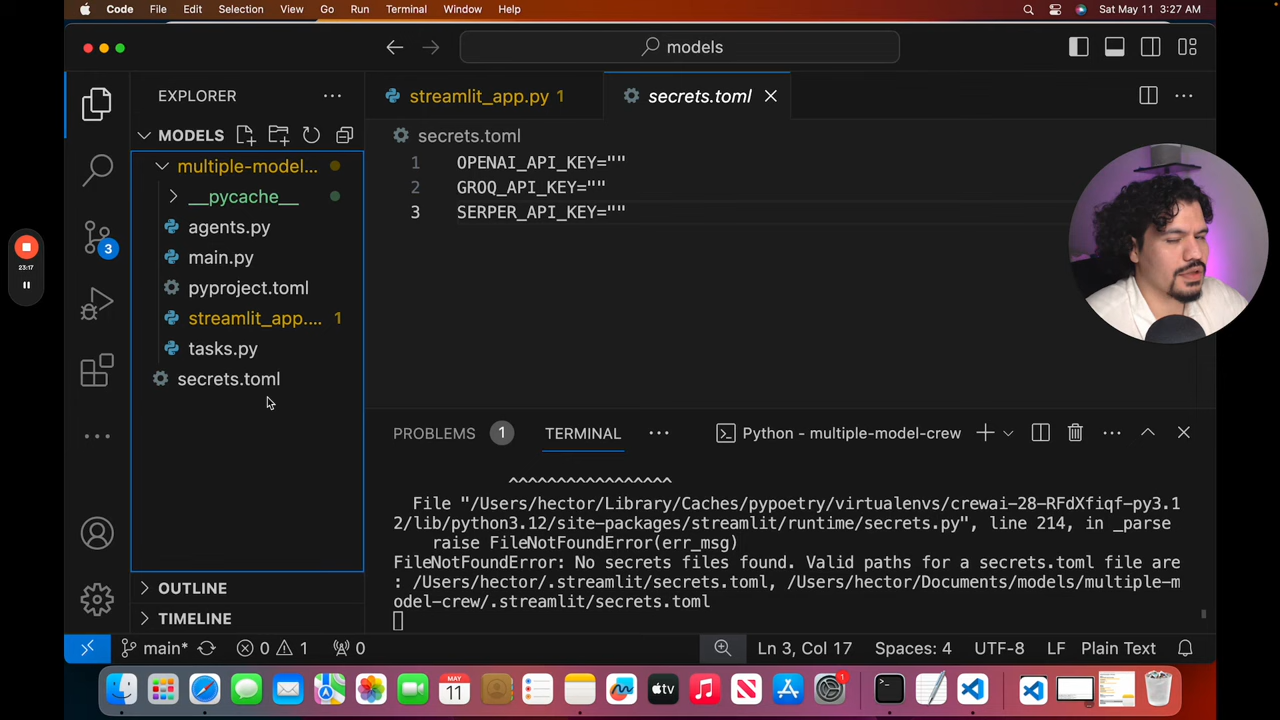 Code File Edit Selection View Go Run Terminal Window Help Sat May 11 3:27 AM
models
EXPLORER
streamlit_app.py 1
secrets.toml
MODELS
secrets.toml
multiple-model...
__pycache__
agents.py
main.py
pyproject.toml
streamlit_app.... 1
tasks.py
secrets.toml
1 OPENAI_API_KEY=""
2 GROQ_API_KEY=""
3 SERPER_API_KEY=""
3
23:17
PROBLEMS 1 TERMINAL Python - multiple-model-crew
^^^^^^^^^^^^^^^^^
File "/Users/hector/Library/Caches/pypoetry/virtualenvs/crewai-28-RFdXfiqf-py3.1
2/lib/python3.12/site-packages/streamlit/runtime/secrets.py", line 214, in _parse
raise FileNotFoundError(err_msg)
FileNotFoundError: No secrets files found. Valid paths for a secrets.toml file are
: /Users/hector/.streamlit/secrets.toml, /Users/hector/Documents/models/multiple-m
odel-crew/.streamlit/secrets.toml
OUTLINE
TIMELINE
main* 0 1 0 Ln 3, Col 17 Spaces: 4 UTF-8 LF Plain Text
MAY
11
tv
1